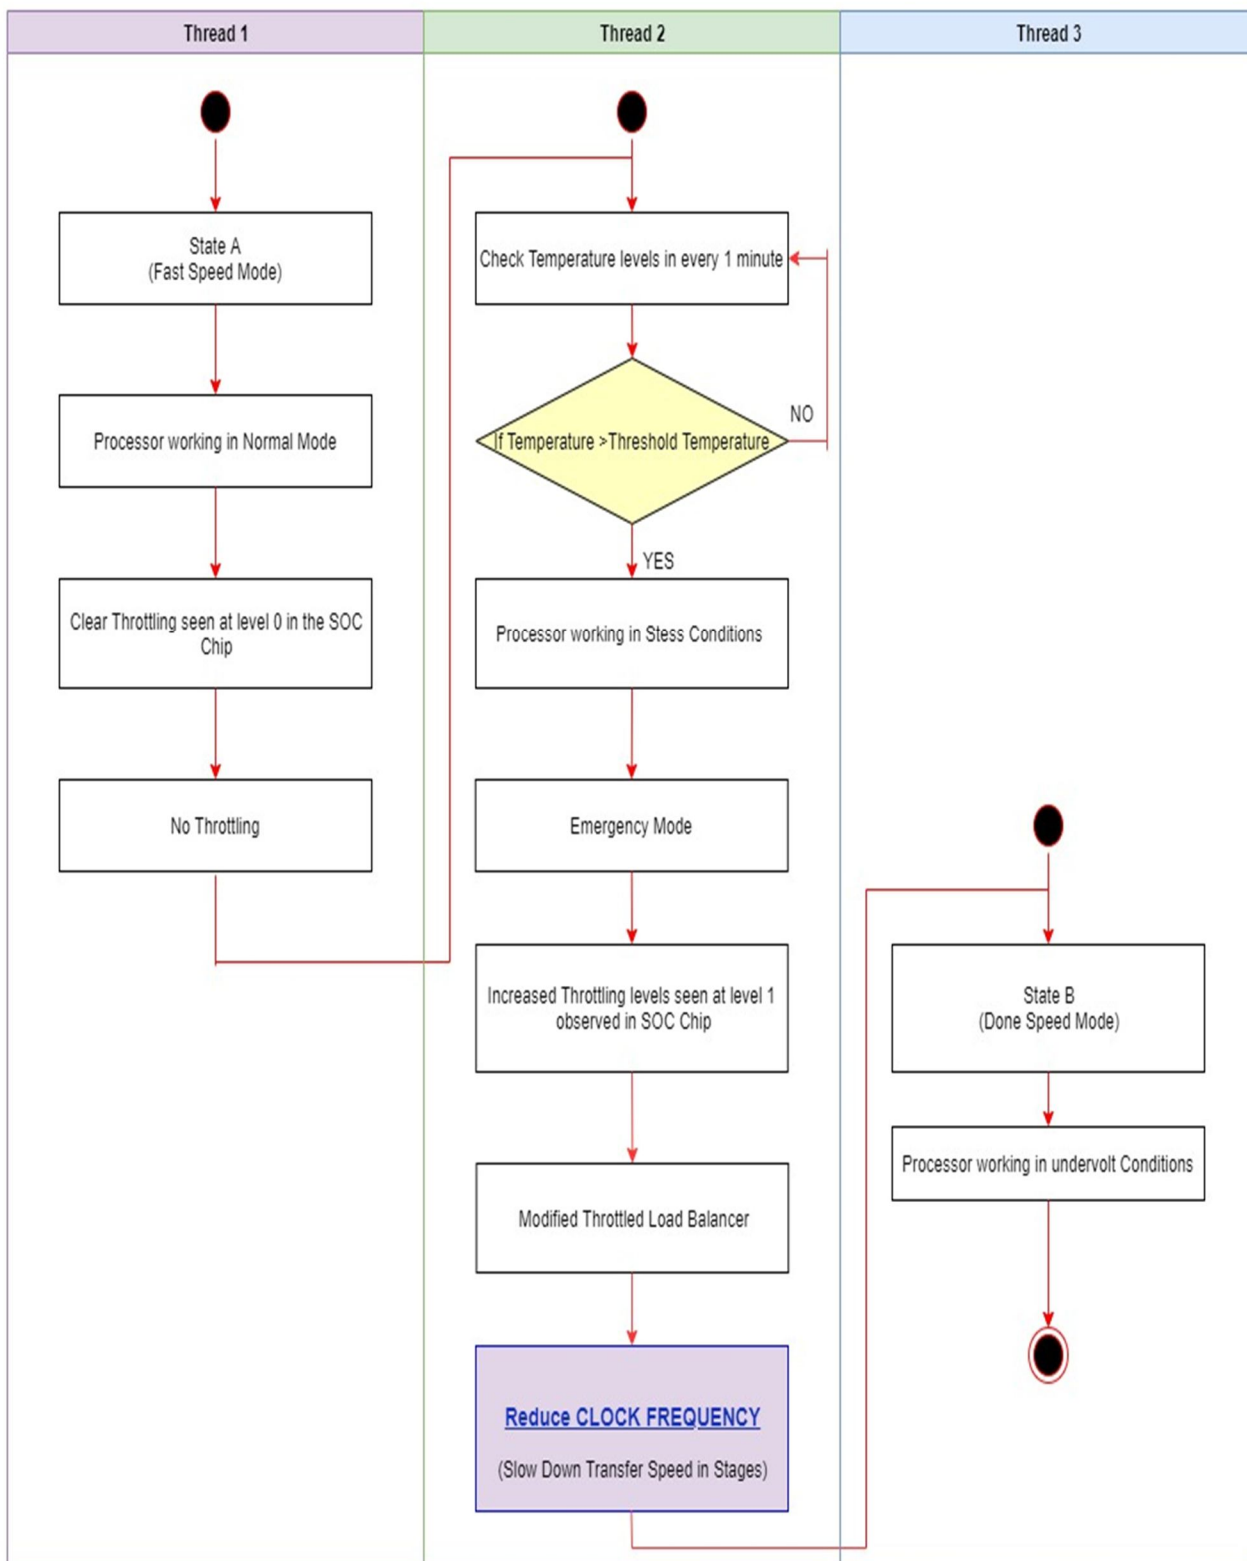 Thread 1
Thread 2
Thread 3
State A
(Fast Speed Mode)
Processor working in Normal Mode
Clear Throttling seen at level 0 in the SOC
Chip
No Throttling
Check Temperature levels in every 1 minute
If Temperature >Threshold Temperature
NO
YES
Processor working in Stess Conditions
Emergency Mode
Increased Throttling levels seen at level 1
observed in SOC Chip
Modified Throttled Load Balancer
Reduce CLOCK FREQUENCY
(Slow Down Transfer Speed in Stages)
State B
(Done Speed Mode)
Processor working in undervolt Conditions